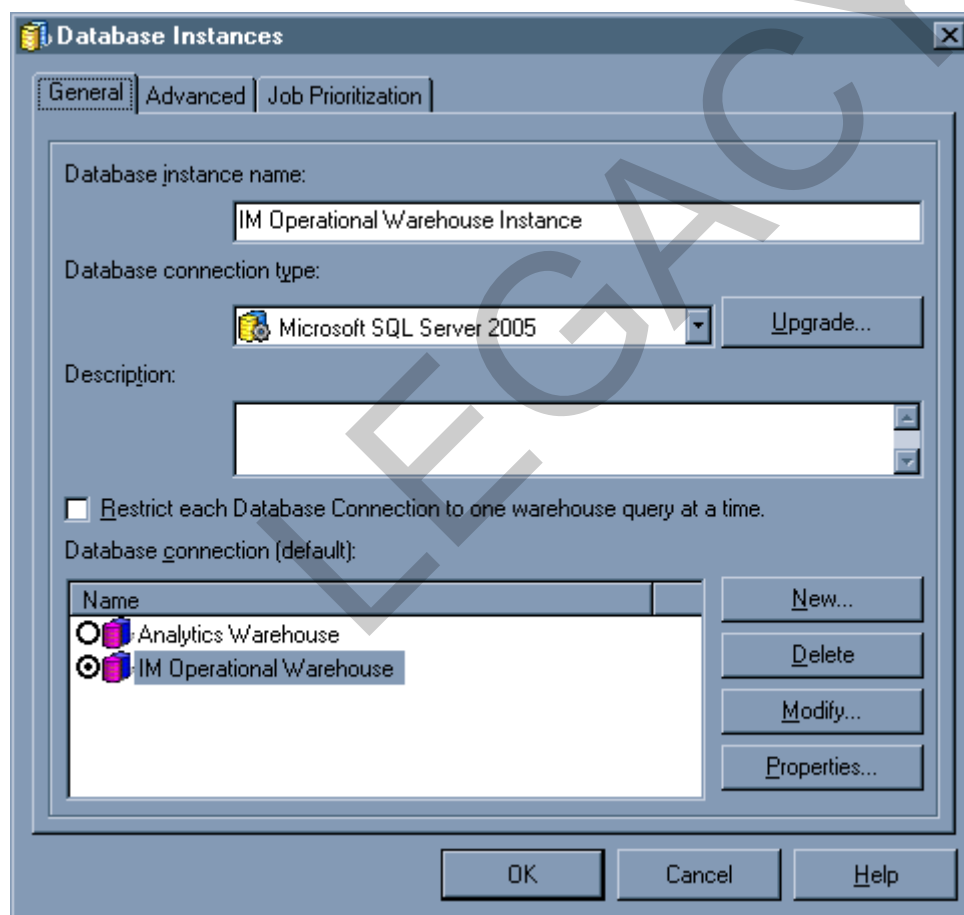 Database Instances
General Advanced Job Prioritization
Database instance name:
IM Operational Warehouse Instance
Database connection type:
Microsoft SQL Server 2005 Upgrade...
Description:
Restrict each Database Connection to one warehouse query at a time.
Database connection (default):
Name New...
Analytics Warehouse
IM Operational Warehouse Delete
Modify...
Properties...
OK Cancel Help
LEGACY